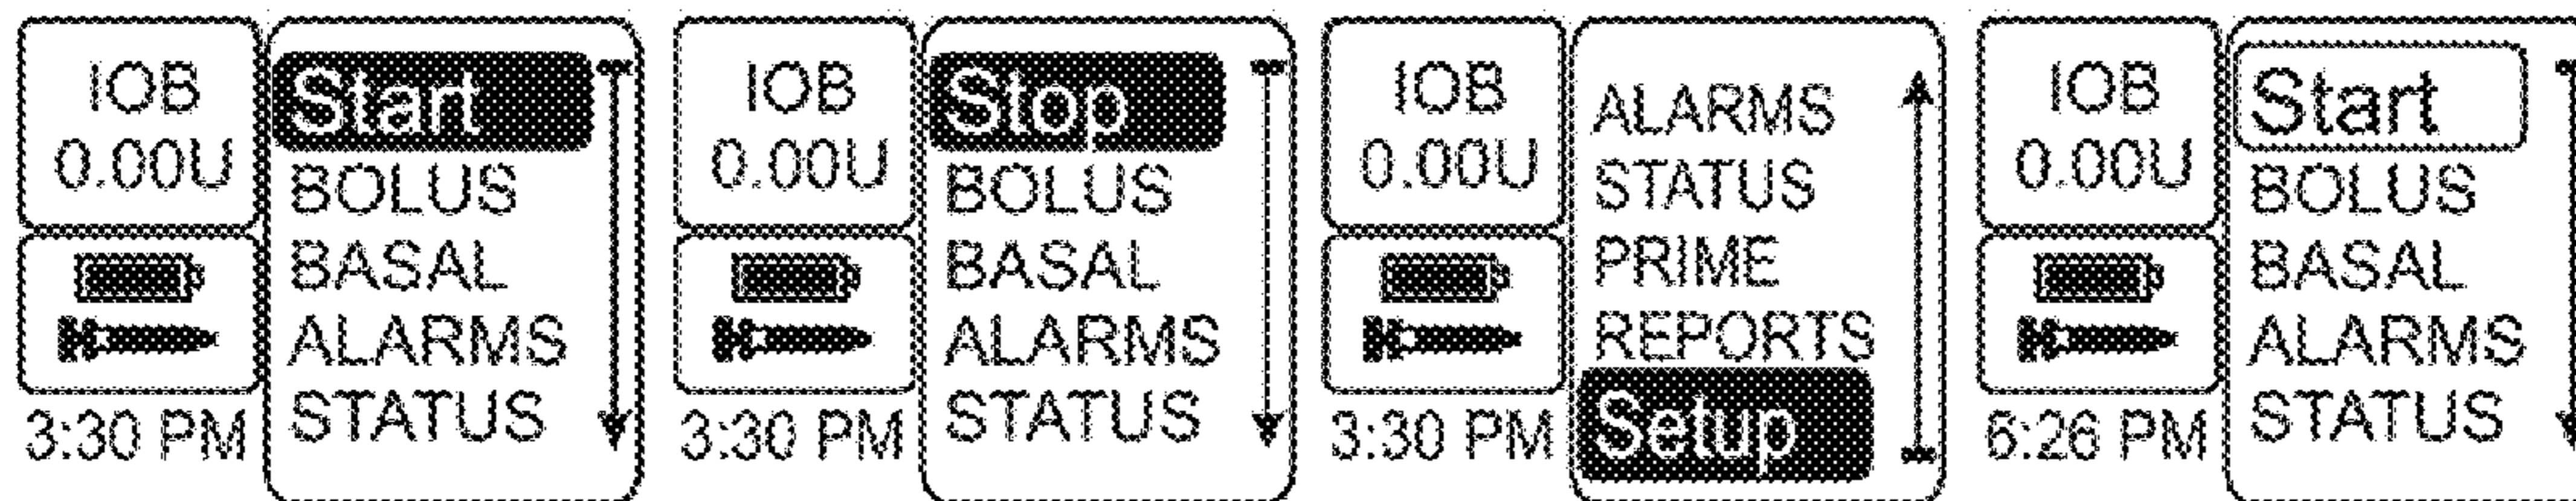 IOB
0.00U
3:30 PM
Start
BOLUS
BASAL
ALARMS
STATUS
IOB
0.00U
3:30 PM
Stop
BOLUS
BASAL
ALARMS
STATUS
IOB
0.00U
3:30 PM
ALARMS
STATUS
PRIME
REPORTS
Setup
IOB
0.00U
6:26 PM
Start
BOLUS
BASAL
ALARMS
STATUS